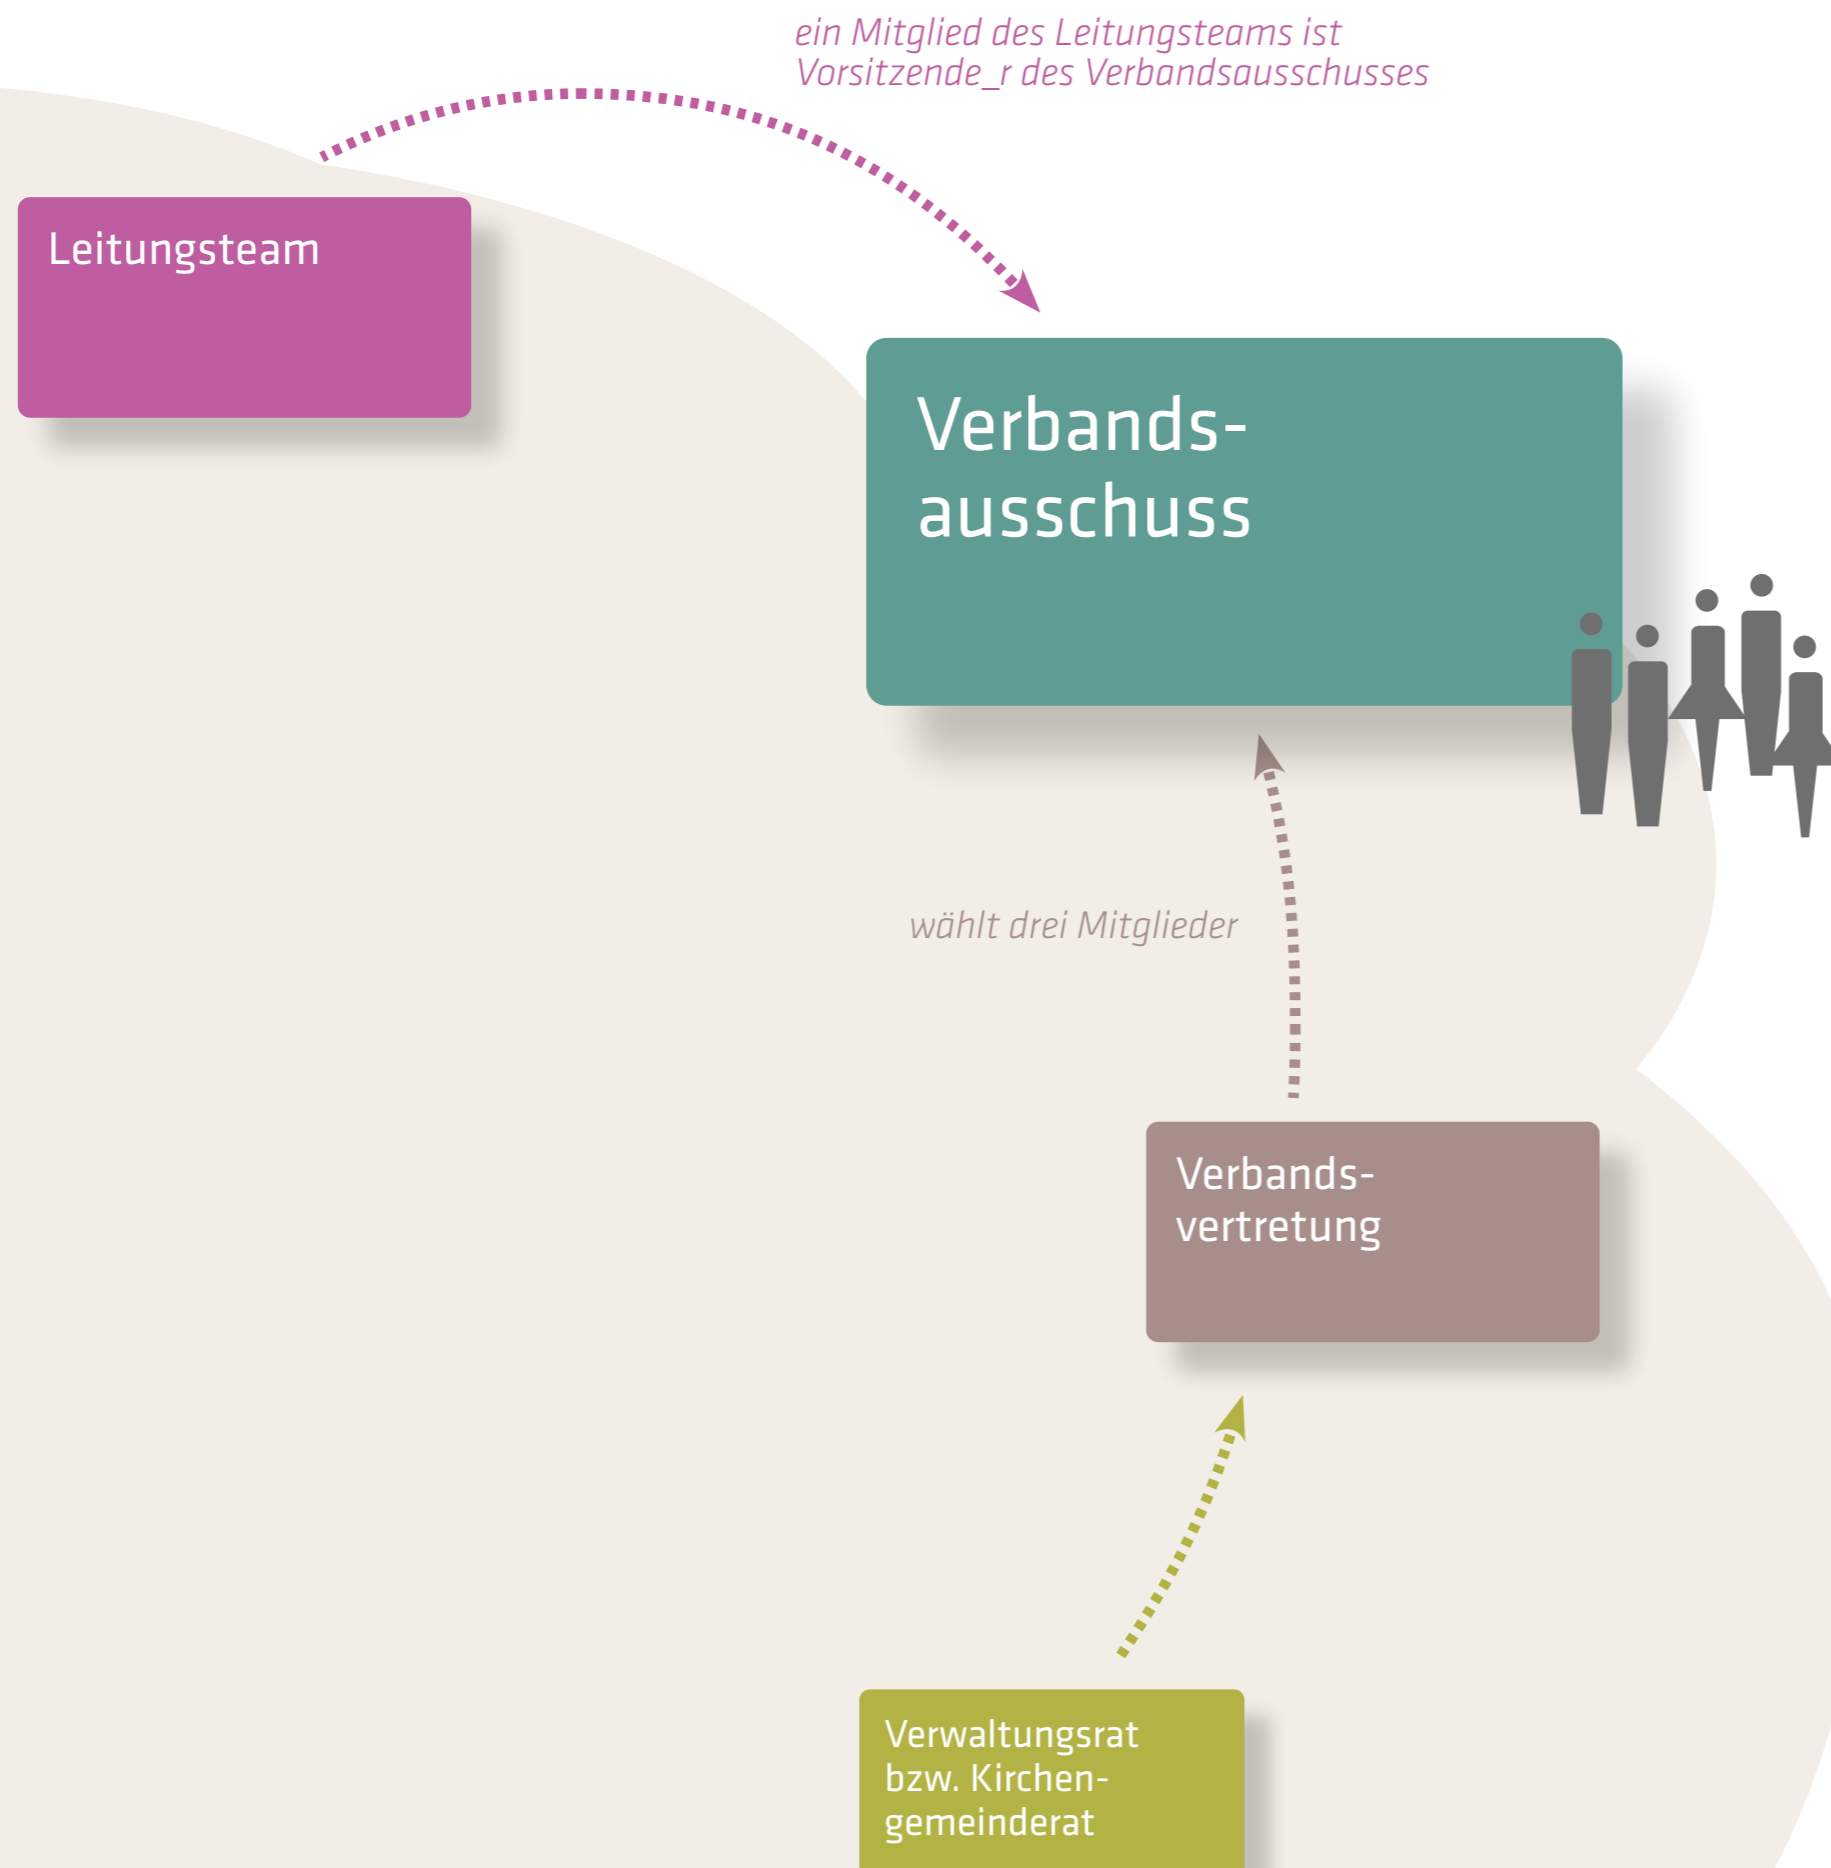 ein Mitglied des Leitungsteams ist
Vorsitzende_r des Verbandsausschusses
Leitungsteam
Verbands-
ausschuss
wählt drei Mitglieder
Verbands-
vertretung
Verwaltungsrat
bzw. Kirchen-
gemeinderat